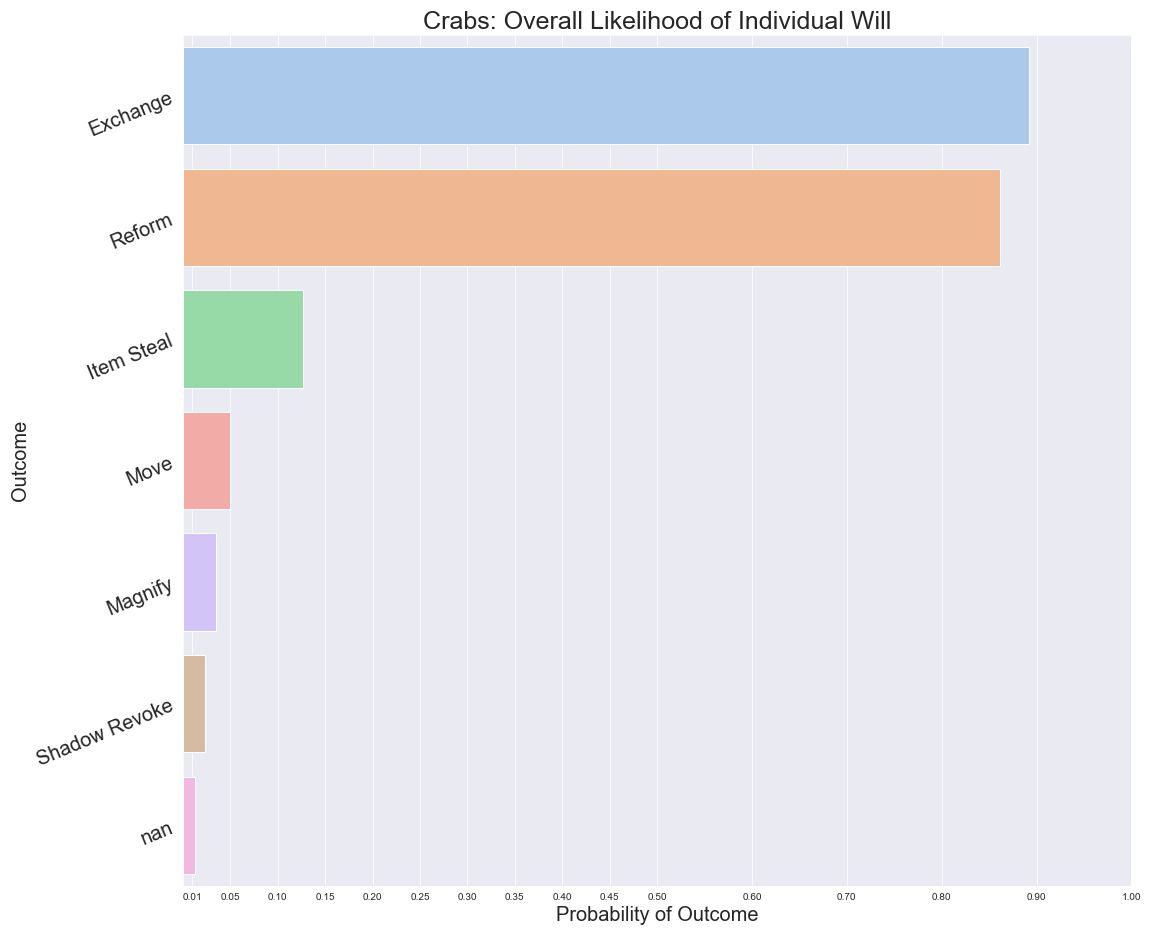 Crabs: Overall Likelihood of Individual Will
Exchange
Reform
Item Steal
Move
Magnify
Shadow Revoke
nan
Outcome
0.01 0.05 0.10 0.15 0.20 0.25 0.30 0.35 0.40 0.45 0.50 0.60 0.70 0.80 0.90 1.00
Probability of Outcome